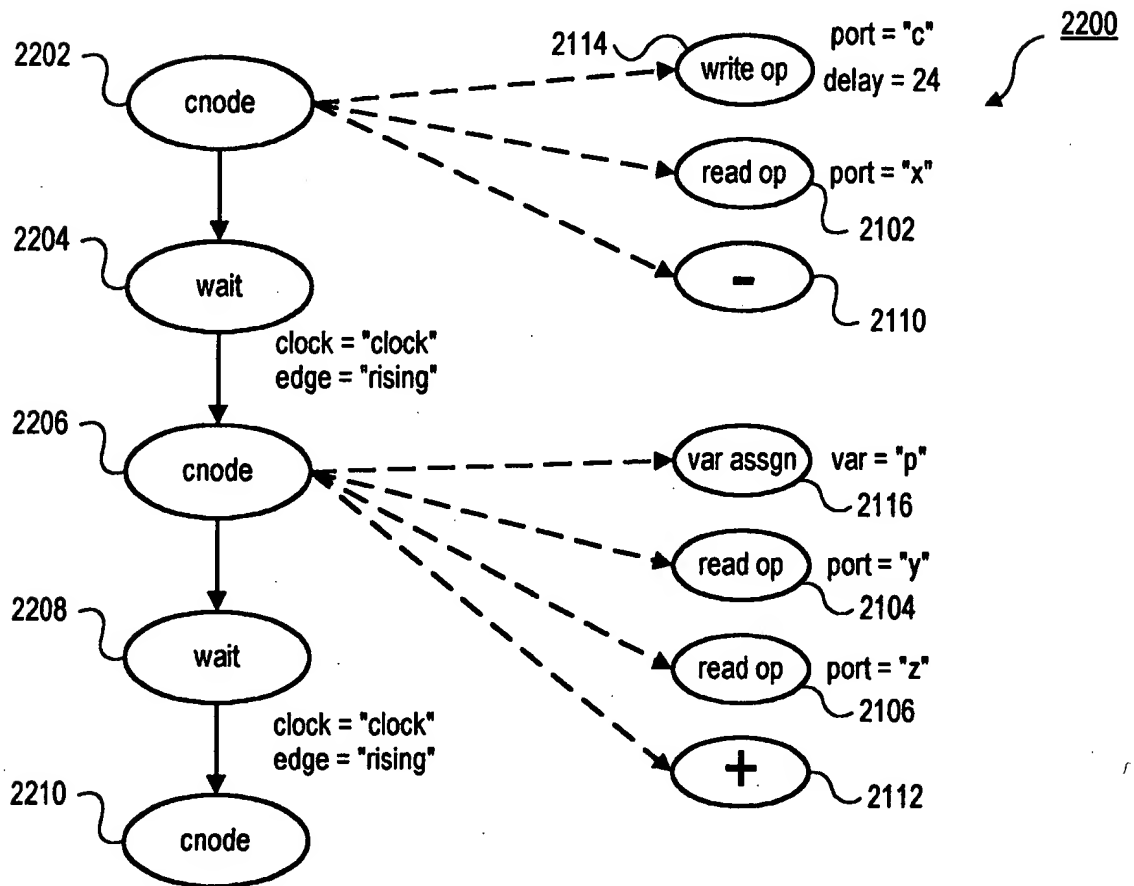 2200
2202
cnode
2114
write op
port = "c"
delay = 24
read op
port = "x"
2102
2204
wait
-
2110
clock = "clock"
edge = "rising"
2206
cnode
var assgn
var = "p"
2116
read op
port = "y"
2104
2208
wait
read op
port = "z"
2106
clock = "clock"
edge = "rising"
+
2112
2210
cnode